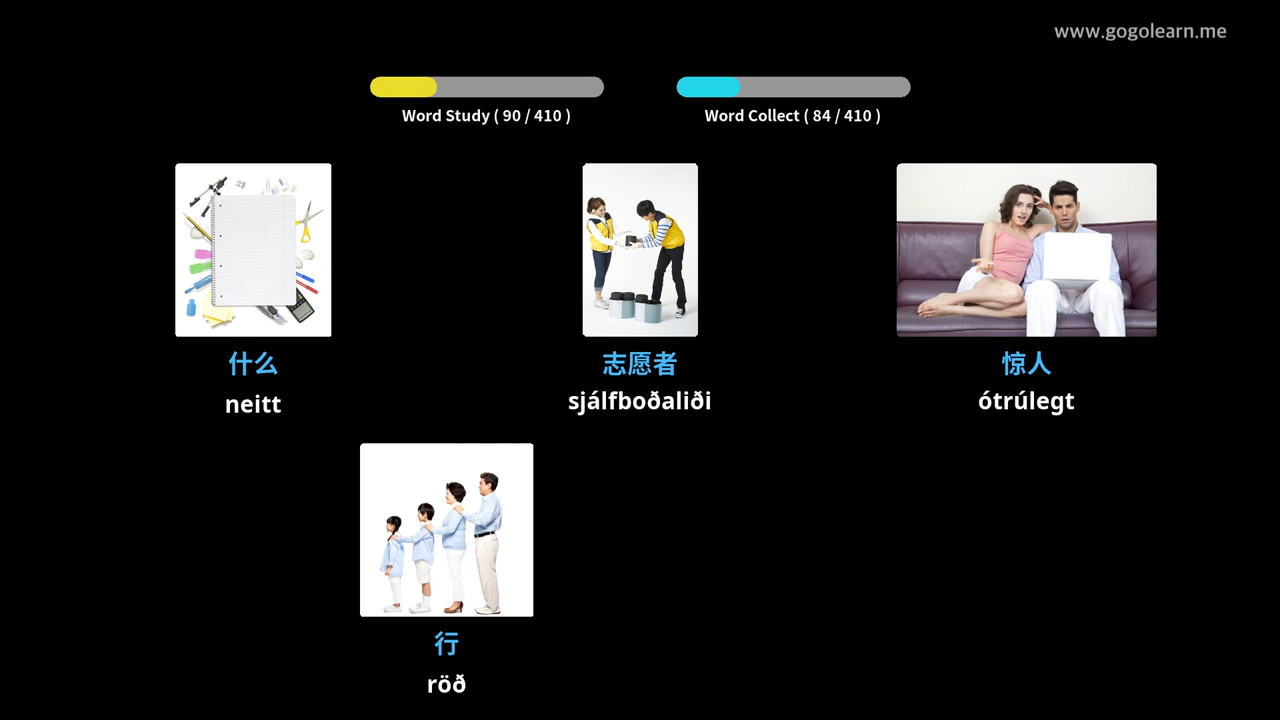 www.gogolearn.me
Word Study ( 90 / 410 )
Word Collect ( 84 / 410 )
什么
neitt
志愿者
sjálfboðaliði
惊人
ótrúlegt
行
röð